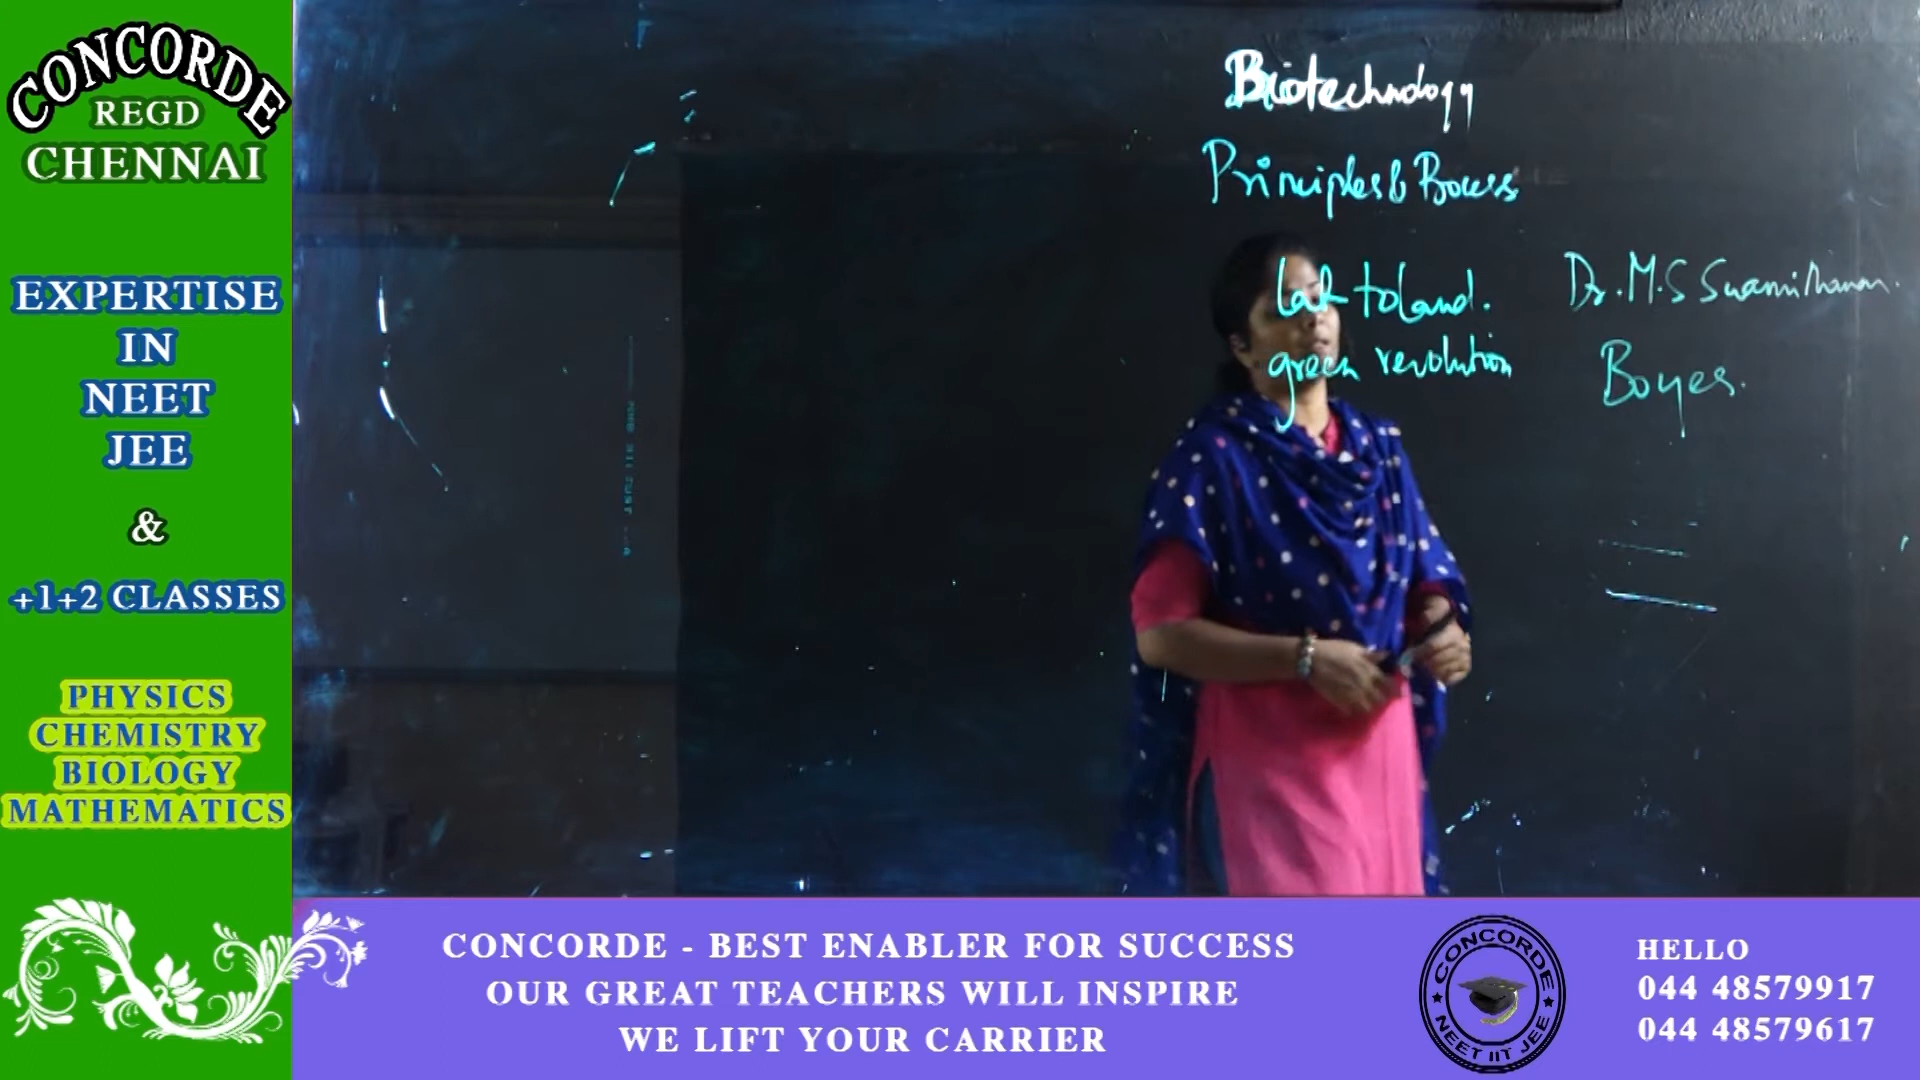 CONCORDE
REGD
CHENNAI
EXPERTISE
IN
NEET
JEE
&
+1+2 CLASSES
PHYSICS
CHEMISTRY
BIOLOGY
MATHEMATICS
Biotechnology
Principles &
lab to land.
green revolution
Dr. M.S Swaminathan.
CONCORDE - BEST ENABLER FOR SUCCESS
OUR GREAT TEACHERS WILL INSPIRE
WE LIFT YOUR CARRIER
CONCORDE
NEET IIT JEE
HELLO
044 48579917
044 48579617